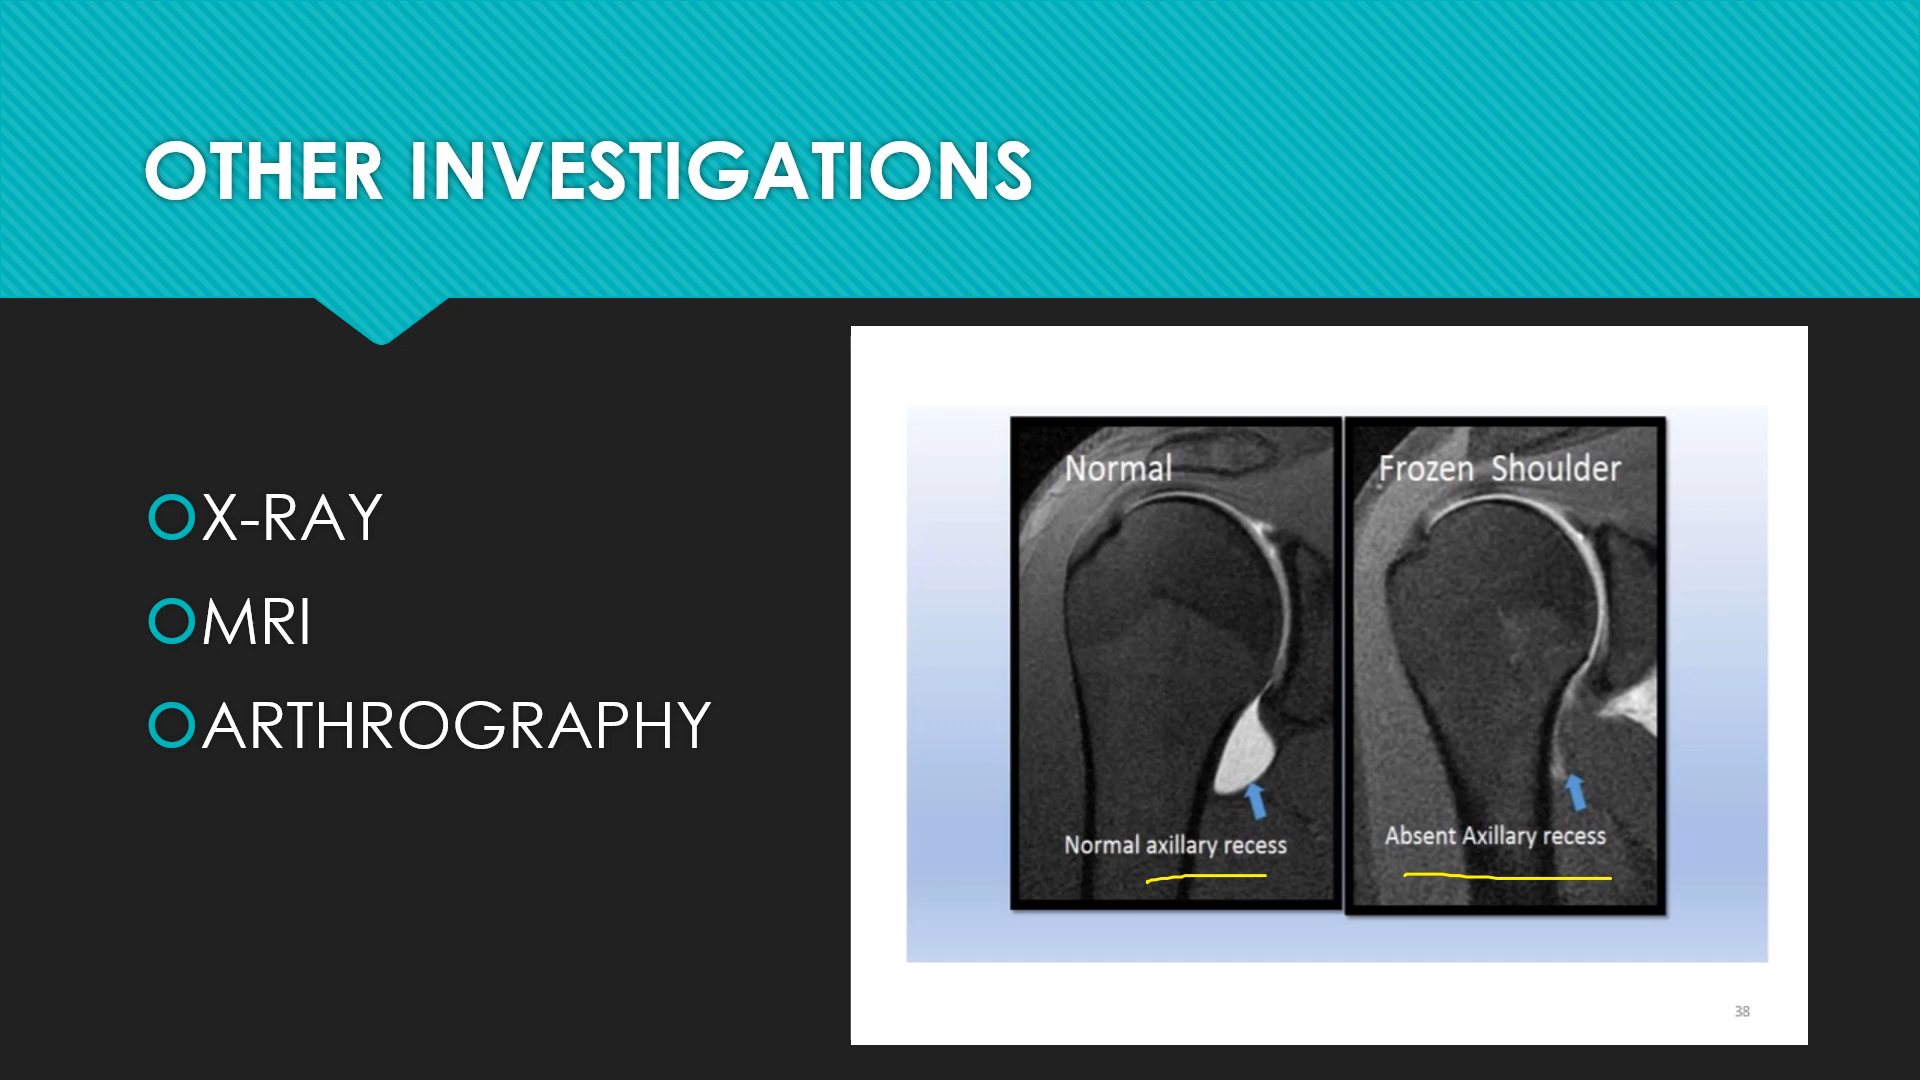 OTHER INVESTIGATIONS
X-RAY
MRI
ARTHROGRAPHY
Normal
Normal axillary recess
Frozen Shoulder
Absent Axillary recess
38